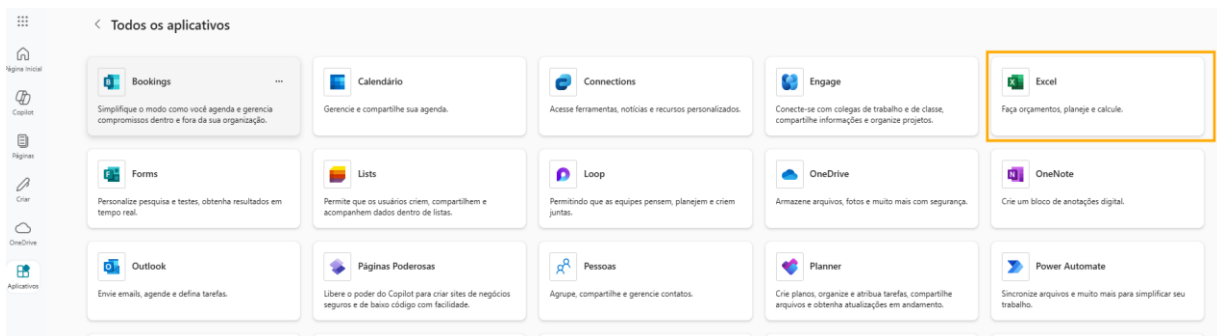 Todos os aplicativos
Página Inicial
Copilot
Páginas
Criar
OneDrive
Aplicativos
Bookings
Simplifique o modo como você agenda e gerencia
compromissos dentro e fora da sua organização.
Calendário
Gerencie e compartilhe sua agenda.
Connections
Acesse ferramentas, notícias e recursos personalizados.
Engage
Conecte-se com colegas de trabalho e de classe,
compartilhe informações e organize projetos.
Excel
Faça orçamentos, planeje e calcule.
Forms
Personalize pesquisa e testes, obtenha resultados em
tempo real.
Lists
Permite que os usuários criem, compartilhem e
acompanhem dados dentro de listas.
Loop
Permitindo que as equipes pensem, planejem e criem
juntas.
OneDrive
Armazene arquivos, fotos e muito mais com segurança.
OneNote
Crie um bloco de anotações digital.
Outlook
Envie emails, agende e defina tarefas.
Páginas Poderosas
Libere o poder do Copilot para criar sites de negócios
seguros e de baixo código com facilidade.
Pessoas
Agrupe, compartilhe e gerencie contatos.
Planner
Crie planos, organize e atribua tarefas, compartilhe
arquivos e obtenha atualizações em andamento.
Power Automate
Sincronize arquivos e muito mais para simplificar seu
trabalho.